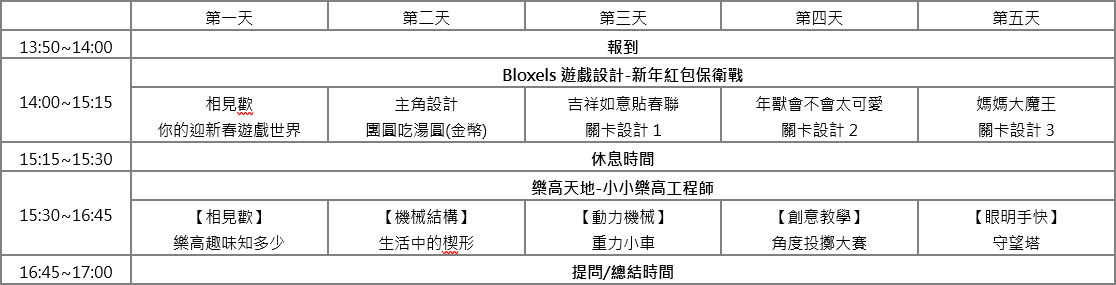 第一天 第二天 第三天 第四天 第五天
13:50~14:00 報到
Bloxels 遊戲設計-新年紅包保衛戰
14:00~15:15
相見歡 主角設計 吉祥如意貼春聯 年獸會不會太可愛 媽媽大魔王
你的迎新春遊戲世界 團圓吃湯圓(金幣) 關卡設計 1 關卡設計 2 關卡設計 3
15:15~15:30 休息時間
樂高天地-小小樂高工程師
15:30~16:45
【相見歡】 【機械結構】 【動力機械】 【創意教學】 【眼明手快】
樂高趣味知多少 生活中的楔形 重力小車 角度投擲大賽 守望塔
16:45~17:00 提問/總結時間